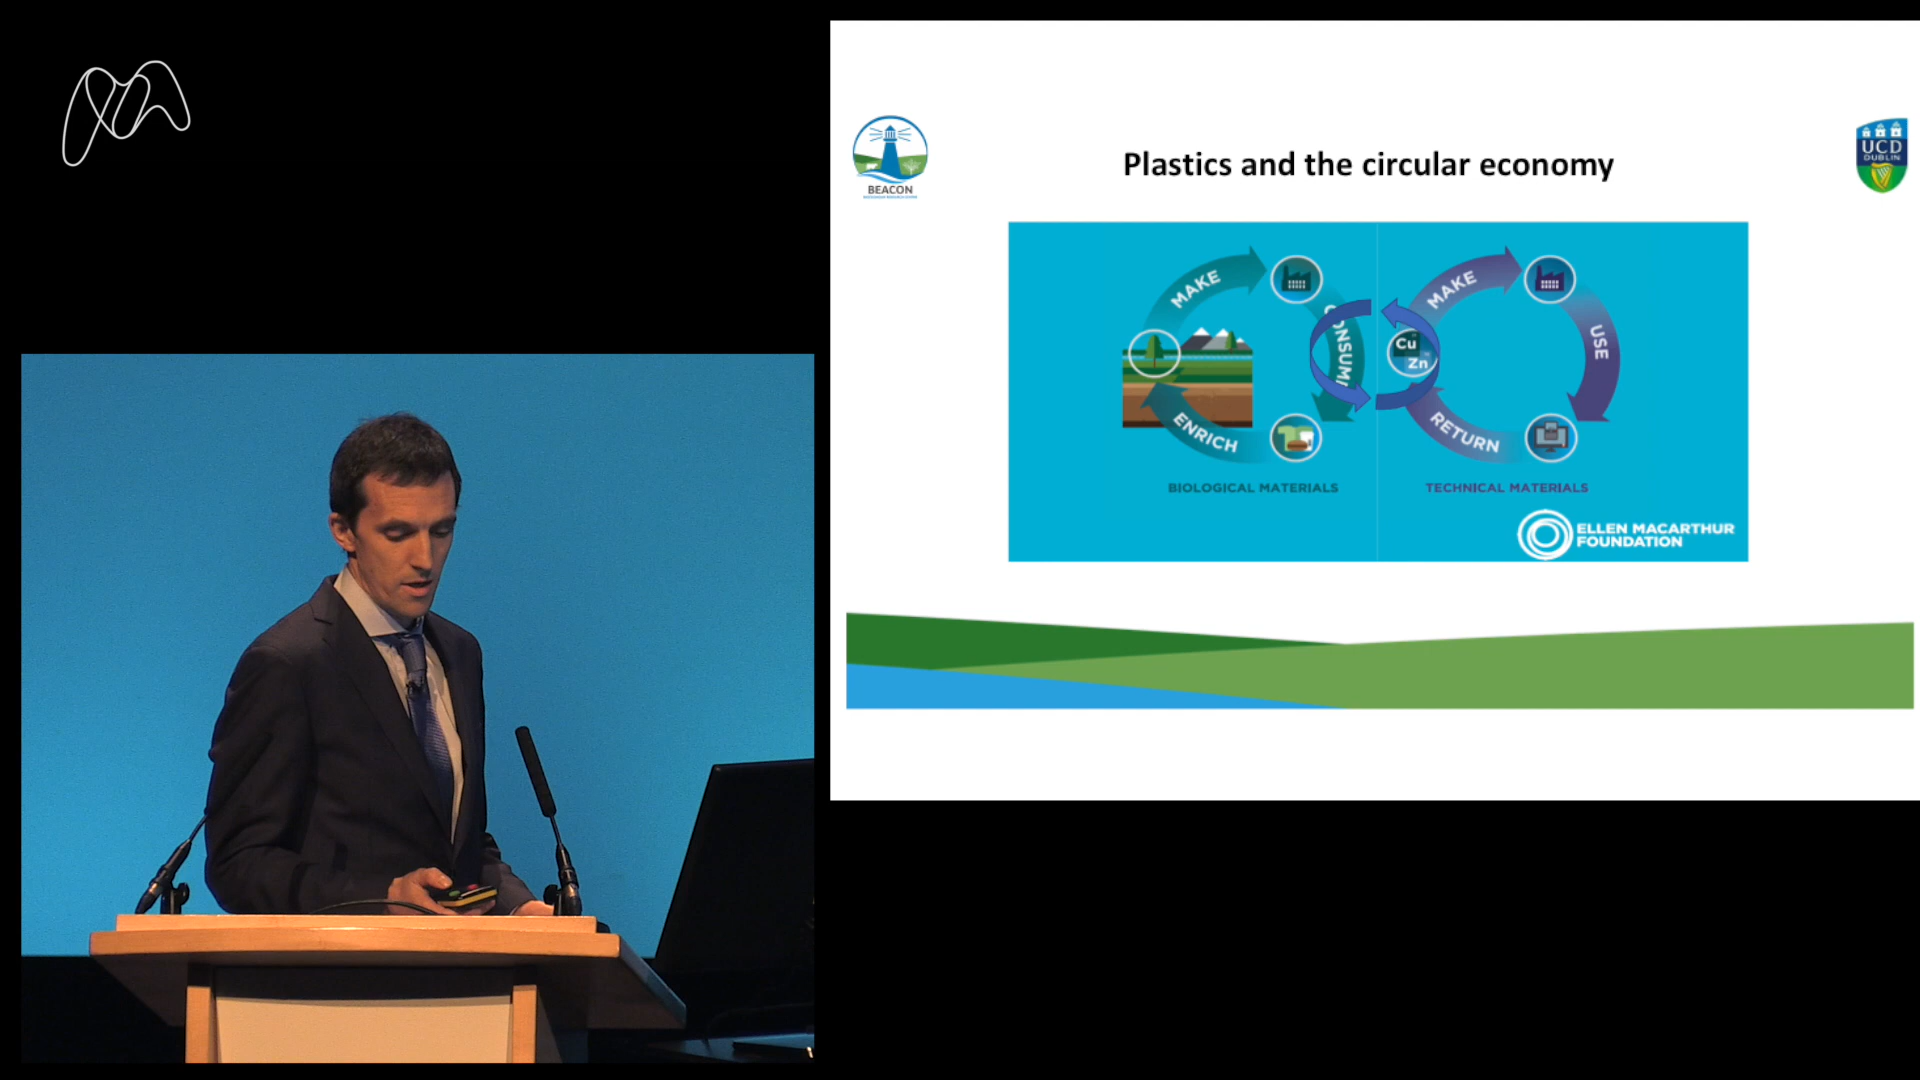 BEACON
Plastics and the circular economy
UCD
DUBLIN
MAKE
CONSUME
ENRICH
BIOLOGICAL MATERIALS
MAKE
USE
RETURN
Cu
Zn
TECHNICAL MATERIALS
ELLEN MACARTHUR
FOUNDATION